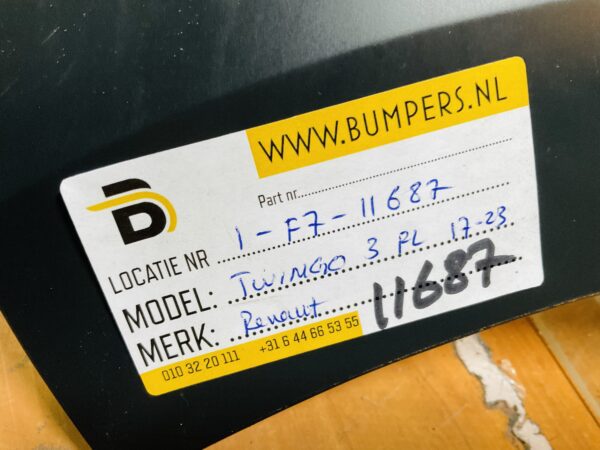 WWW.BUMPERS.NL
B
Part nr.
LOCATIE NR 1-F7-11687
MODEL: TWINGO 3 FL 17-23
MERK: Renault 11687
010 32 20 111 +31 6 44 66 53 55